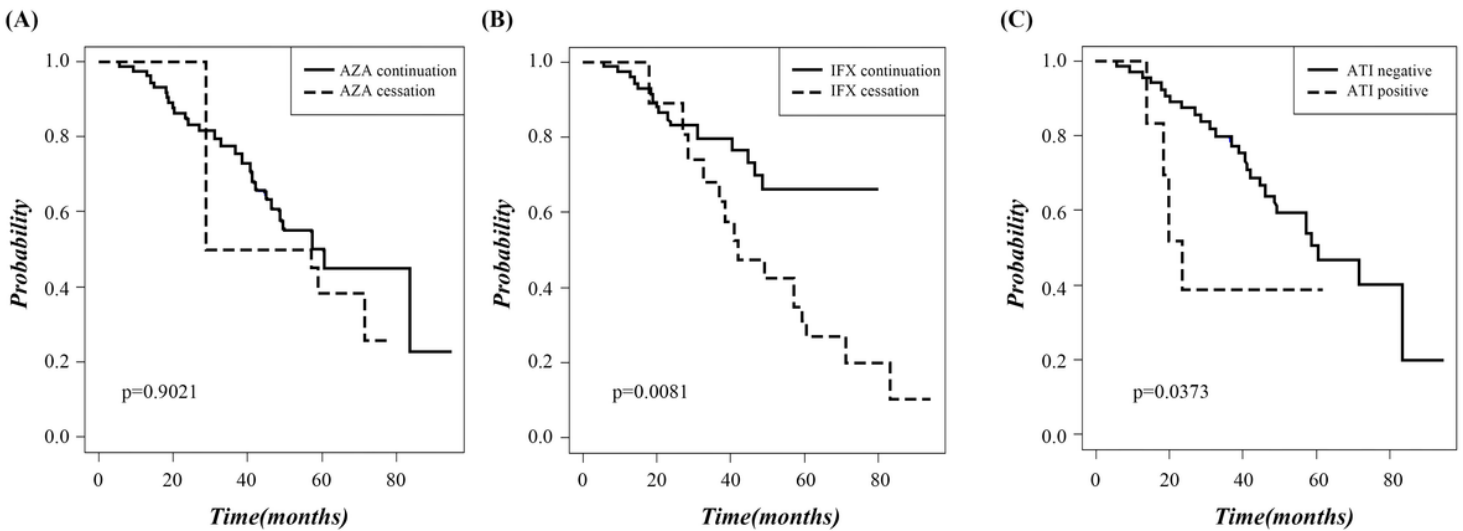 (A)
1.0
0.8
0.6
0.4
0.2
0.0
Probability
AZA continuation
AZA cessation
p=0.9021
0 20 40 60 80
Time(months)
(B)
1.0
0.8
0.6
0.4
0.2
0.0
Probability
IFX continuation
IFX cessation
p=0.0081
0 20 40 60 80
Time(months)
(C)
1.0
0.8
0.6
0.4
0.2
0.0
Probability
ATI negative
ATI positive
p=0.0373
0 20 40 60 80
Time(months)